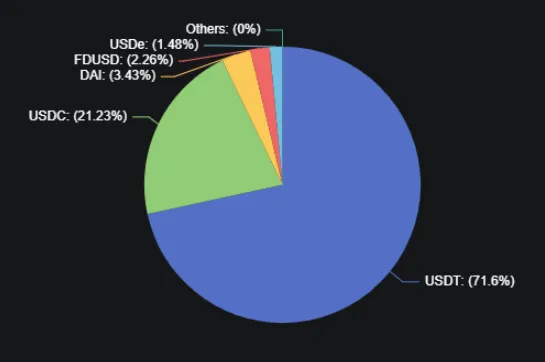 Others: (0%)
USDe: (1.48%)
FDUSD: (2.26%)
DAI: (3.43%)
USDC: (21.23%)
USDT: (71.6%)